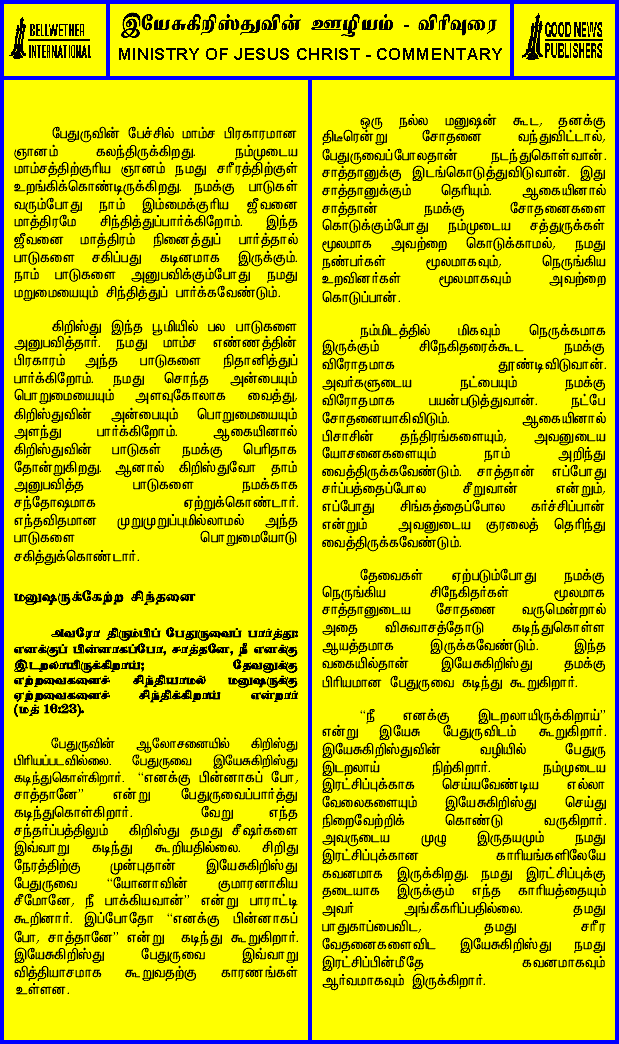 BELLWETHER
INTERNATIONAL
இயேசுகிறிஸ்துவின் ஊழியம் - விரிவுரை
MINISTRY OF JESUS CHRIST - COMMENTARY
GOOD NEWS
PUBLISHERS
பேதுருவின் பேச்சில் மாம்ச பிரகாரமான
ஞானம் கலந்திருக்கிறது. நம்முடைய
மாம்சத்திற்குரிய ஞானம் நமது சரீரத்திற்குள்
உறங்கிக்கொண்டிருக்கிறது. நமக்கு பாடுகள்
வரும்போது நாம் இம்மைக்குரிய ஜீவனை
மாத்திரமே சிந்தித்துப்பார்க்கிறோம். இந்த
ஜீவனை மாத்திரம் நினைத்துப் பார்த்தால்
பாடுகளை சகிப்பது கடினமாக இருக்கும்.
நாம் பாடுகளை அனுபவிக்கும்போது நமது
மறுமையையும் சிந்தித்துப் பார்க்கவேண்டும்.
கிறிஸ்து இந்த பூமியில் பல பாடுகளை
அனுபவித்தார். நமது மாம்ச எண்ணத்தின்
பிரகாரம் அந்த பாடுகளை நிதானித்துப்
பார்க்கிறோம். நமது சொந்த அன்பையும்
பொறுமையையும் அளவுகோலாக வைத்து,
கிறிஸ்துவின் அன்பையும் பொறுமையையும்
அளந்து பார்க்கிறோம். ஆகையினால்
கிறிஸ்துவின் பாடுகள் நமக்கு பெரிதாக
தோன்றுகிறது. ஆனால் கிறிஸ்துவோ தாம்
அனுபவித்த பாடுகளை நமக்காக
சந்தோஷமாக ஏற்றுக்கொண்டார்.
எந்தவிதமான முறுமுறுப்புமில்லாமல் அந்த
பாடுகளை பொறுமையோடு
சகித்துக்கொண்டார்.
மனுஷருக்கேற்ற சிந்தனை
அவரோ திரும்பிப் பேதுருவைப் பார்த்து:
எனக்குப் பின்னாகப்போ, சாத்தானே, நீ எனக்கு
இடறலாயிருக்கிறாய்; தேவனுக்கு
ஏற்றவைகளைச் சிந்தியாமல் மனுஷருக்கு
ஏற்றவைகளைச் சிந்திக்கிறாய் என்றார்
(மத் 16:23).
பேதுருவின் ஆலோசனையில் கிறிஸ்து
பிரியப்படவில்லை. பேதுருவை இயேசுகிறிஸ்து
கடிந்துகொள்கிறார். “எனக்கு பின்னாகப் போ,
சாத்தானே” என்று பேதுருவைப்பார்த்து
கடிந்துகொள்கிறார். வேறு எந்த
சந்தர்ப்பத்திலும் கிறிஸ்து தமது சீஷர்களை
இவ்வாறு கடிந்து கூறியதில்லை. சிறிது
நேரத்திற்கு முன்புதான் இயேசுகிறிஸ்து
பேதுருவை “யோனாவின் குமாரனாகிய
சீமோனே, நீ பாக்கியவான்” என்று பாராட்டி
கூறினார். இப்போதோ “எனக்கு பின்னாகப்
போ, சாத்தானே” என்று கடிந்து கூறுகிறார்.
இயேசுகிறிஸ்து பேதுருவை இவ்வாறு
வித்தியாசமாக கூறுவதற்கு காரணங்கள்
உள்ளன.
ஒரு நல்ல மனுஷன் கூட, தனக்கு
திடீரென்று சோதனை வந்துவிட்டால்,
பேதுருவைப்போலதான் நடந்துகொள்வான்.
சாத்தானுக்கு இடங்கொடுத்துவிடுவான். இது
சாத்தானுக்கும் தெரியும். ஆகையினால்
சாத்தான் நமக்கு சோதனைகளை
கொடுக்கும்போது நம்முடைய சத்துருக்கள்
மூலமாக அவற்றை கொடுக்காமல், நமது
நண்பர்கள் மூலமாகவும், நெருங்கிய
உறவினர்கள் மூலமாகவும் அவற்றை
கொடுப்பான்.
நம்மிடத்தில் மிகவும் நெருக்கமாக
இருக்கும் சிநேகிதரைக்கூட நமக்கு
விரோதமாக தூண்டிவிடுவான்.
அவர்களுடைய நட்பையும் நமக்கு
விரோதமாக பயன்படுத்துவான். நட்பே
சோதனையாகிவிடும். ஆகையினால்
பிசாசின் தந்திரங்களையும், அவனுடைய
யோசனைகளையும் நாம் அறிந்து
வைத்திருக்கவேண்டும். சாத்தான் எப்போது
சர்ப்பத்தைப்போல சீறுவான் என்றும்,
எப்போது சிங்கத்தைப்போல கர்ச்சிப்பான்
என்றும் அவனுடைய குரலைத் தெரிந்து
வைத்திருக்கவேண்டும்.
தேவைகள் ஏற்படும்போது நமக்கு
நெருங்கிய சிநேகிதர்கள் மூலமாக
சாத்தானுடைய சோதனை வருமென்றால்
அதை விசுவாசத்தோடு கடிந்துகொள்ள
ஆயத்தமாக இருக்கவேண்டும். இந்த
வகையில்தான் இயேசுகிறிஸ்து தமக்கு
பிரியமான பேதுருவை கடிந்து கூறுகிறார்.
“நீ எனக்கு இடறலாயிருக்கிறாய்”
என்று இயேசு பேதுருவிடம் கூறுகிறார்.
இயேசுகிறிஸ்துவின் வழியில் பேதுரு
இடறலாய் நிற்கிறார். நம்முடைய
இரட்சிப்புக்காக செய்யவேண்டிய எல்லா
வேலைகளையும் இயேசுகிறிஸ்து செய்து
நிறைவேற்றிக் கொண்டு வருகிறார்.
அவருடைய முழு இருதயமும் நமது
இரட்சிப்புக்கான காரியங்களிலேயே
கவனமாக இருக்கிறது. நமது இரட்சிப்புக்கு
தடையாக இருக்கும் எந்த காரியத்தையும்
அவர் அங்கீகரிப்பதில்லை. தமது
பாதுகாப்பைவிட, தமது சரீர
வேதனைகளைவிட இயேசுகிறிஸ்து நமது
இரட்சிப்பின்மீதே கவனமாகவும்
ஆர்வமாகவும் இருக்கிறார்.